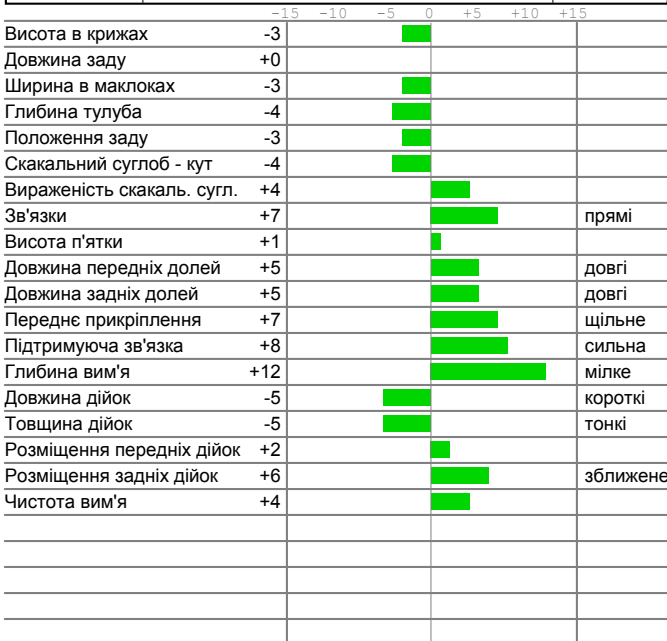 -15 -10 -5 0 +5 +10 +15
Висота в крижах -3
Довжина заду +0
Ширина в маклоках -3
Глибина тулуба -4
Положення заду -3
Скакальний суглоб - кут -4
Вираженість скакаль. сугл. +4
Зв'язки +7 прямі
Висота п'ятки +1
Довжина передніх долей +5 довгі
Довжина задніх долей +5 довгі
Переднє прикріплення +7 щільне
Підтримуюча зв'язка +8 сильна
Глибина вим'я +12 мілке
Довжина дійок -5 короткі
Товщина дійок -5 тонкі
Розміщення передніх дійок +2
Розміщення задніх дійок +6 зближене
Чистота вим'я +4